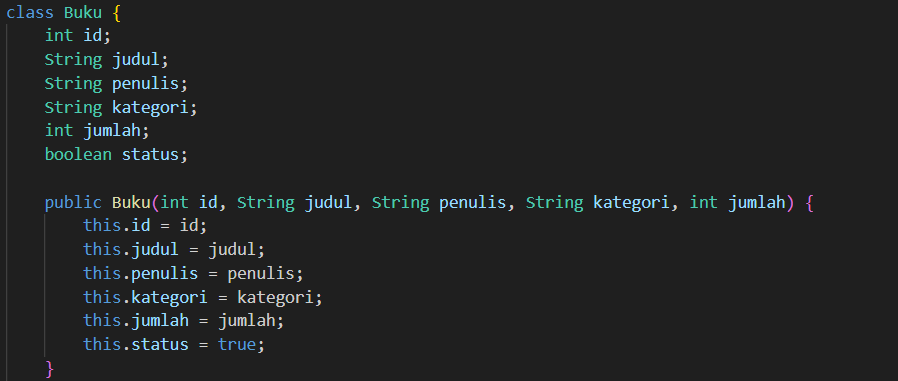 class Buku {
    int id;
    String judul;
    String penulis;
    String kategori;
    int jumlah;
    boolean status;

    public Buku(int id, String judul, String penulis, String kategori, int jumlah) {
        this.id = id;
        this.judul = judul;
        this.penulis = penulis;
        this.kategori = kategori;
        this.jumlah = jumlah;
        this.status = true;
    }